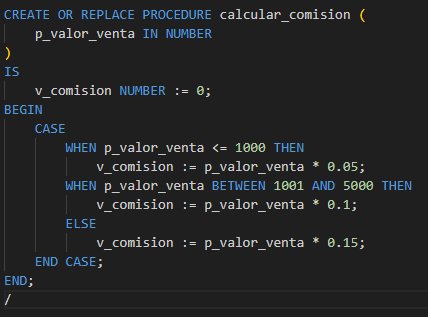 CREATE OR REPLACE PROCEDURE calcular_comision (
    p_valor_venta IN NUMBER
)
IS
    v_comision NUMBER := 0;
BEGIN
    CASE
        WHEN p_valor_venta <= 1000 THEN
            v_comision := p_valor_venta * 0.05;
        WHEN p_valor_venta BETWEEN 1001 AND 5000 THEN
            v_comision := p_valor_venta * 0.1;
        ELSE
            v_comision := p_valor_venta * 0.15;
    END CASE;
END;
/